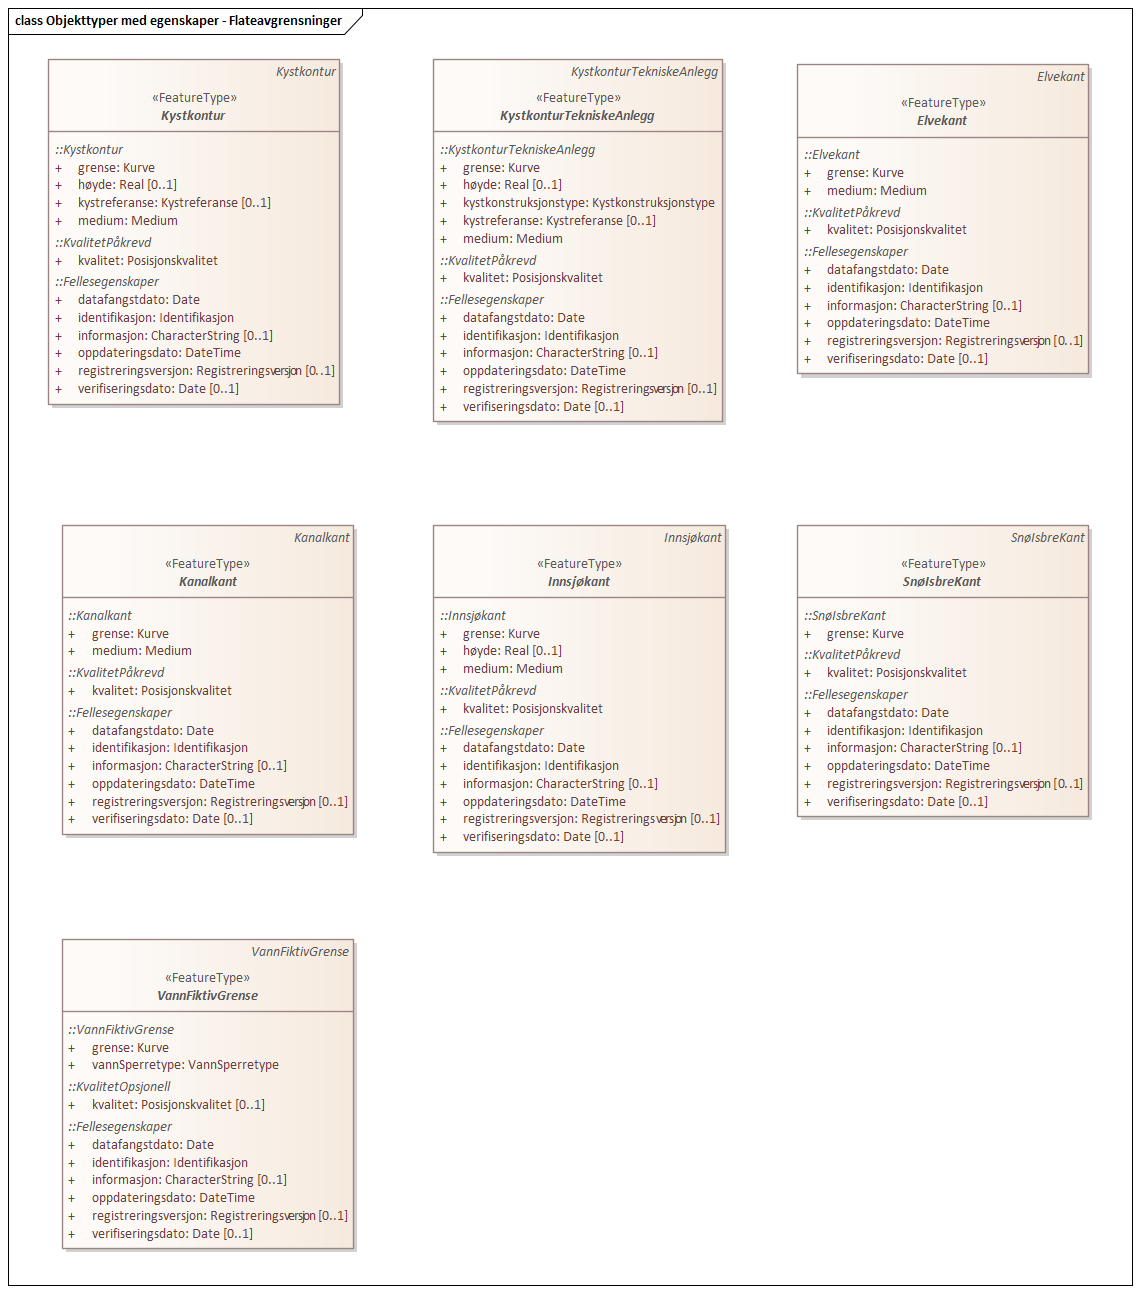 class Objekttyper med egenskaper - Flateavgrensninger
Kystkontur
«FeatureType»
Kystkontur
::Kystkontur
+ grense: Kurve
+ høyde: Real [0..1]
+ kystreferanse: Kystreferanse [0..1]
+ medium: Medium
::KvalitetPåkrevd
+ kvalitet: Posisjonskvalitet
::Fellesegenskaper
+ datafangstdato: Date
+ identifikasjon: Identifikasjon
+ informasjon: CharacterString [0..1]
+ oppdateringsdato: DateTime
+ registreringsversjon: Registreringsversjon [0..1]
+ verifiseringsdato: Date [0..1]
KystkonturTekniskeAnlegg
«FeatureType»
KystkonturTekniskeAnlegg
::KystkonturTekniskeAnlegg
+ grense: Kurve
+ høyde: Real [0..1]
+ kystkonstruksjonstype: Kystkonstruksjonstype
+ kystreferanse: Kystreferanse [0..1]
+ medium: Medium
::KvalitetPåkrevd
+ kvalitet: Posisjonskvalitet
::Fellesegenskaper
+ datafangstdato: Date
+ identifikasjon: Identifikasjon
+ informasjon: CharacterString [0..1]
+ oppdateringsdato: DateTime
+ registreringsversjon: Registreringsversjon [0..1]
+ verifiseringsdato: Date [0..1]
Elvekant
«FeatureType»
Elvekant
::Elvekant
+ grense: Kurve
+ medium: Medium
::KvalitetPåkrevd
+ kvalitet: Posisjonskvalitet
::Fellesegenskaper
+ datafangstdato: Date
+ identifikasjon: Identifikasjon
+ informasjon: CharacterString [0..1]
+ oppdateringsdato: DateTime
+ registreringsversjon: Registreringsversjon [0..1]
+ verifiseringsdato: Date [0..1]
Kanalkant
«FeatureType»
Kanalkant
::Kanalkant
+ grense: Kurve
+ medium: Medium
::KvalitetPåkrevd
+ kvalitet: Posisjonskvalitet
::Fellesegenskaper
+ datafangstdato: Date
+ identifikasjon: Identifikasjon
+ informasjon: CharacterString [0..1]
+ oppdateringsdato: DateTime
+ registreringsversjon: Registreringsversjon [0..1]
+ verifiseringsdato: Date [0..1]
Innsjøkant
«FeatureType»
Innsjøkant
::Innsjøkant
+ grense: Kurve
+ høyde: Real [0..1]
+ medium: Medium
::KvalitetPåkrevd
+ kvalitet: Posisjonskvalitet
::Fellesegenskaper
+ datafangstdato: Date
+ identifikasjon: Identifikasjon
+ informasjon: CharacterString [0..1]
+ oppdateringsdato: DateTime
+ registreringsversjon: Registreringsversjon [0..1]
+ verifiseringsdato: Date [0..1]
SnøIsbreKant
«FeatureType»
SnøIsbreKant
::SnøIsbreKant
+ grense: Kurve
::KvalitetPåkrevd
+ kvalitet: Posisjonskvalitet
::Fellesegenskaper
+ datafangstdato: Date
+ identifikasjon: Identifikasjon
+ informasjon: CharacterString [0..1]
+ oppdateringsdato: DateTime
+ registreringsversjon: Registreringsversjon [0..1]
+ verifiseringsdato: Date [0..1]
VannFiktivGrense
«FeatureType»
VannFiktivGrense
::VannFiktivGrense
+ grense: Kurve
+ vannSperretype: VannSperretype
::KvalitetOpsjonell
+ kvalitet: Posisjonskvalitet [0..1]
::Fellesegenskaper
+ datafangstdato: Date
+ identifikasjon: Identifikasjon
+ informasjon: CharacterString [0..1]
+ oppdateringsdato: DateTime
+ registreringsversjon: Registreringsversjon [0..1]
+ verifiseringsdato: Date [0..1]